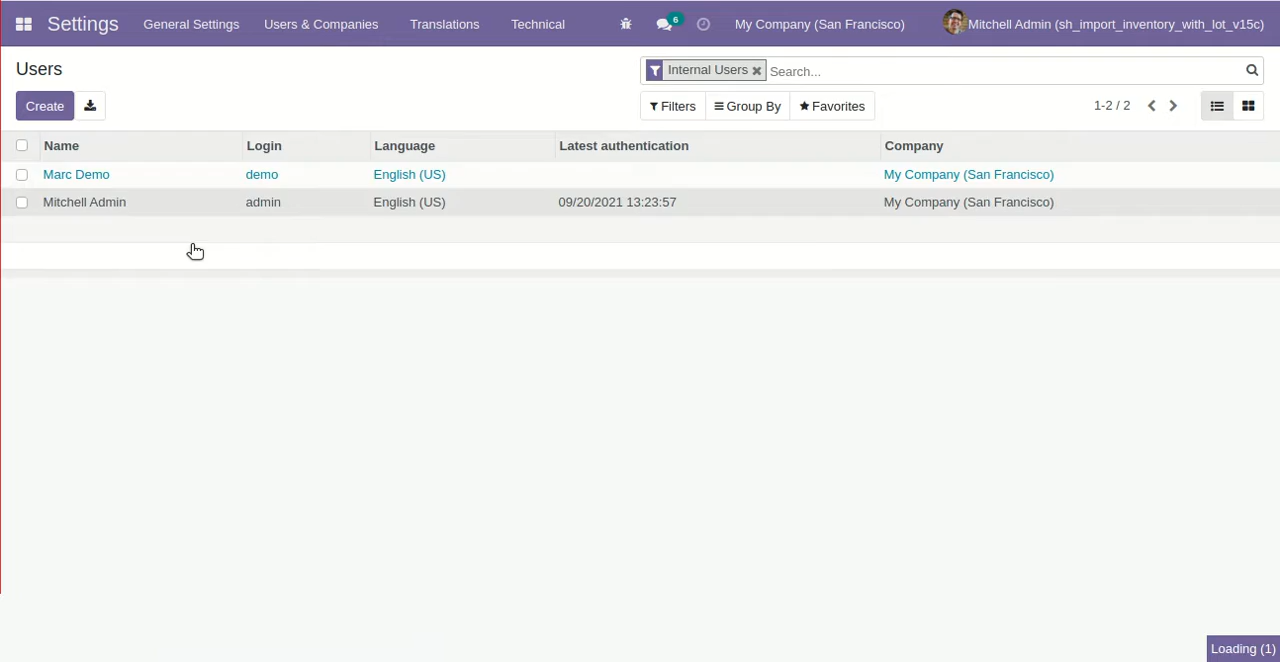 Settings General Settings Users & Companies Translations Technical 6 My Company (San Francisco) Mitchell Admin (sh_import_inventory_with_lot_v15c)
Users Internal Users Search...
Create Filters Group By Favorites 1-2 / 2
Name Login Language Latest authentication Company
Marc Demo demo English (US) My Company (San Francisco)
Mitchell Admin admin English (US) 09/20/2021 13:23:57 My Company (San Francisco)
Loading (1)